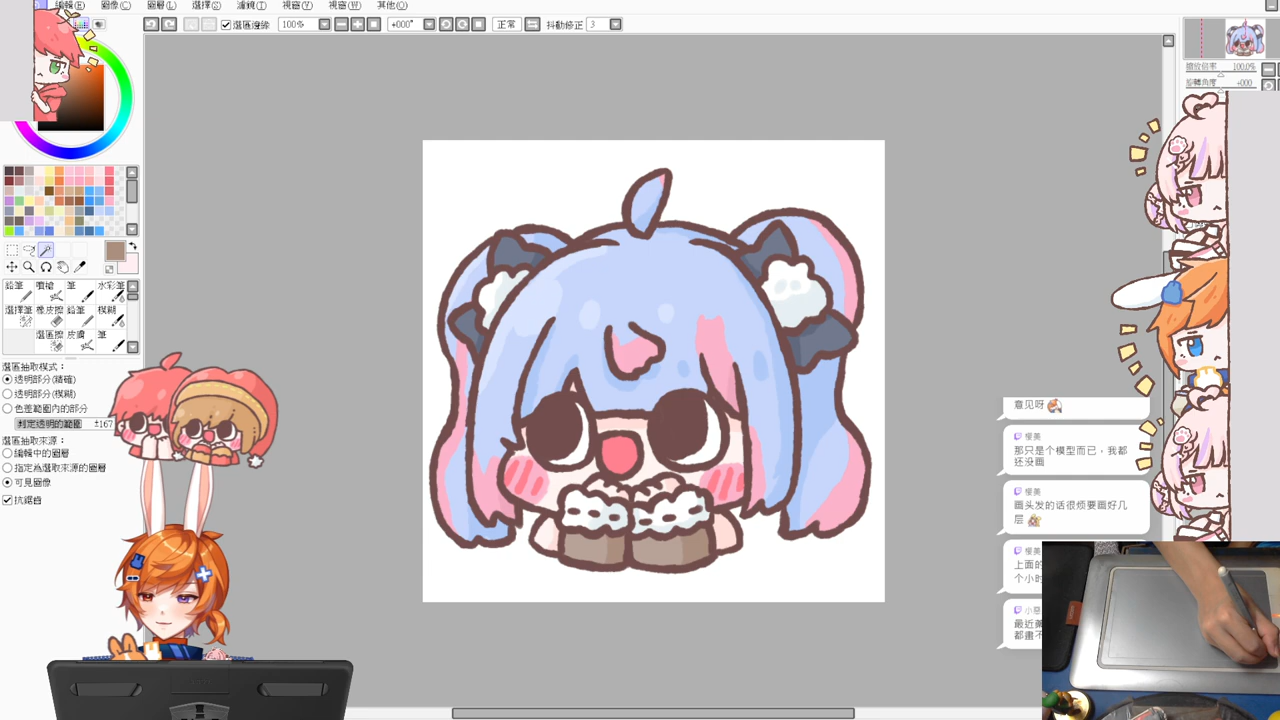 編輯(E) 圖像(C) 圖層(L) 選擇(S) 濾鏡(I) 視窗(V) 視窗(W) 其他(O)
選區邊緣 100% +000° 正常 抖動修正 3
縮放倍率 100.0%
旋轉角度 +000
鉛筆 噴槍 筆 水彩筆
選擇筆 橡皮擦 鉛筆 模糊
選區擦 皮膚 筆
選區抽取模式：
透明部分(精確)
透明部分(模糊)
色差範圍內的部分
判定透明的範圍 ±167
選區抽取來源：
編輯中的圖層
指定為選取來源的圖層
可見圖像
抗鋸齒
意见呀
樱美
那只是个模型而已，我都
还没画
樱美
画头发的话很烦要画好几
层
上面的
个小时
最近